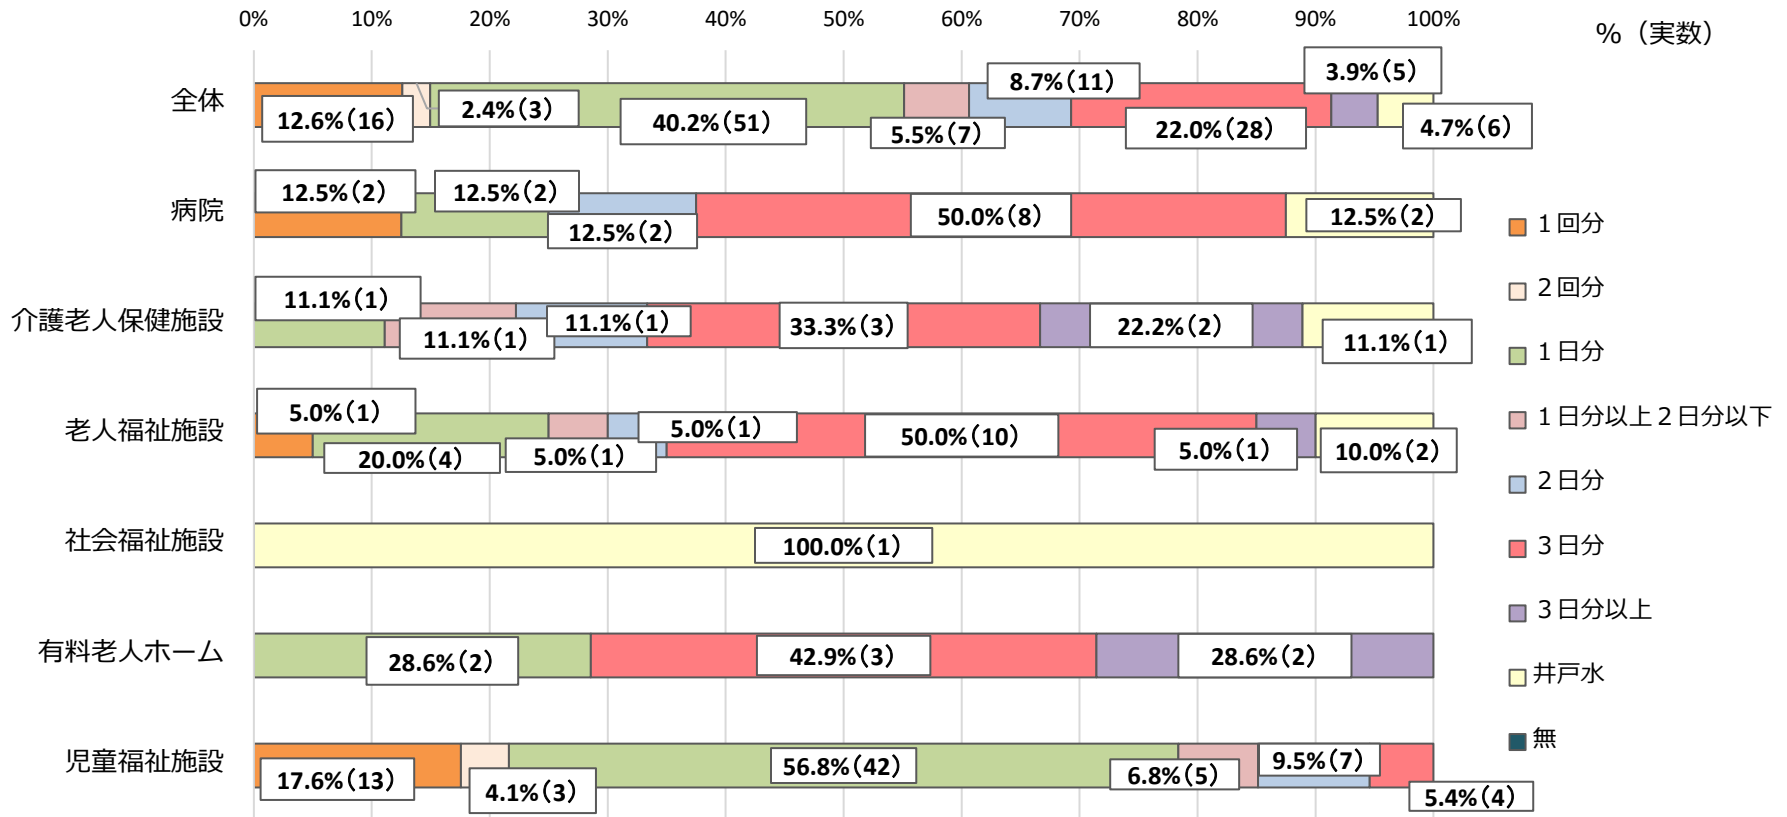 0% 10% 20% 30% 40% 50% 60% 70% 80% 90% 100%
%（実数）
全体
12.6%(16)
2.4%(3)
40.2%(51)
5.5%(7)
8.7%(11)
22.0%(28)
3.9%(5)
4.7%(6)
病院
12.5%(2)
12.5%(2)
12.5%(2)
50.0%(8)
12.5%(2)
介護老人保健施設
11.1%(1)
11.1%(1)
11.1%(1)
33.3%(3)
22.2%(2)
11.1%(1)
老人福祉施設
5.0%(1)
20.0%(4)
5.0%(1)
5.0%(1)
50.0%(10)
5.0%(1)
10.0%(2)
社会福祉施設
100.0%(1)
有料老人ホーム
28.6%(2)
42.9%(3)
28.6%(2)
児童福祉施設
17.6%(13)
4.1%(3)
56.8%(42)
6.8%(5)
9.5%(7)
5.4%(4)
１回分
２回分
１日分
１日分以上２日分以下
２日分
３日分
３日分以上
井戸水
無